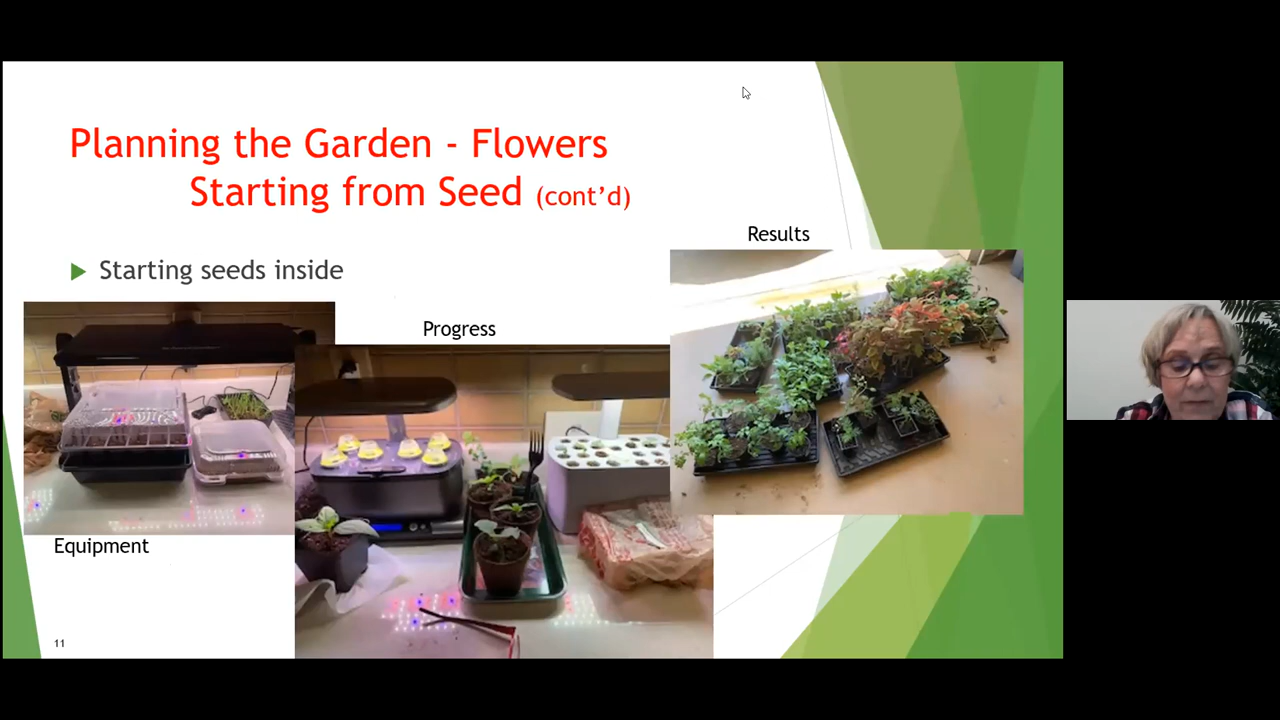 Planning the Garden - Flowers
Starting from Seed (cont’d)
Results
Starting seeds inside
Progress
Equipment
11